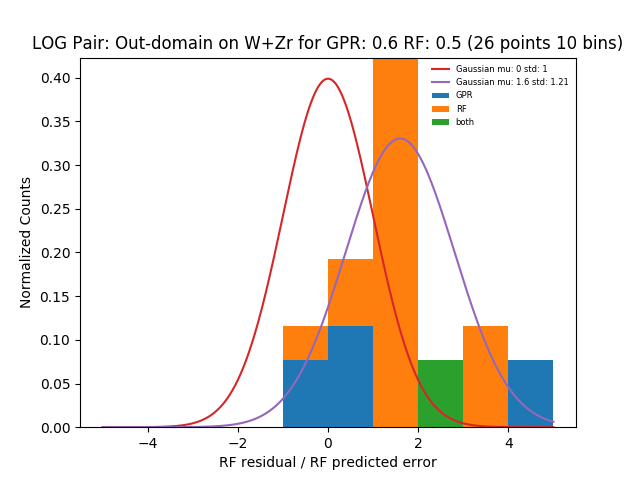 LOG Pair: Out-domain on W+Zr for GPR: 0.6 RF: 0.5 (26 points 10 bins)
Gaussian mu: 0 std: 1
Gaussian mu: 1.6 std: 1.21
GPR
RF
both
0.40
0.35
0.30
0.25
0.20
0.15
0.10
0.05
0.00
Normalized Counts
−4
−2
0
2
4
RF residual / RF predicted error